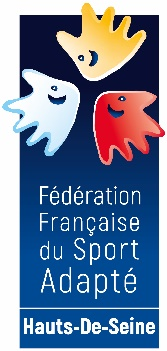 Fédération
Française
du Sport
Adapté
Hauts-De-Seine